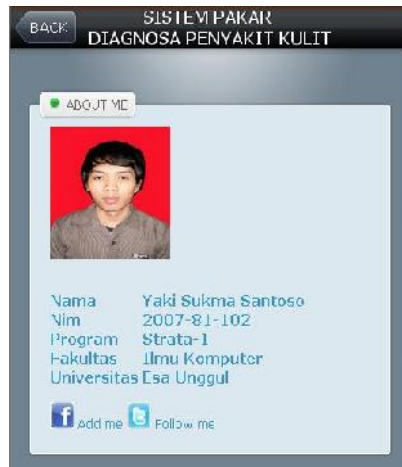 BACK
SISTEM PAKAR
DIAGNOSA PENYAKIT KULIT
ABOUT ME
Nama Yaki Sukma Santoso
Nim 2007-81-102
Program Strata-1
Fakultas Ilmu Komputer
Universitas Esa Unggul
f Add me Follow me